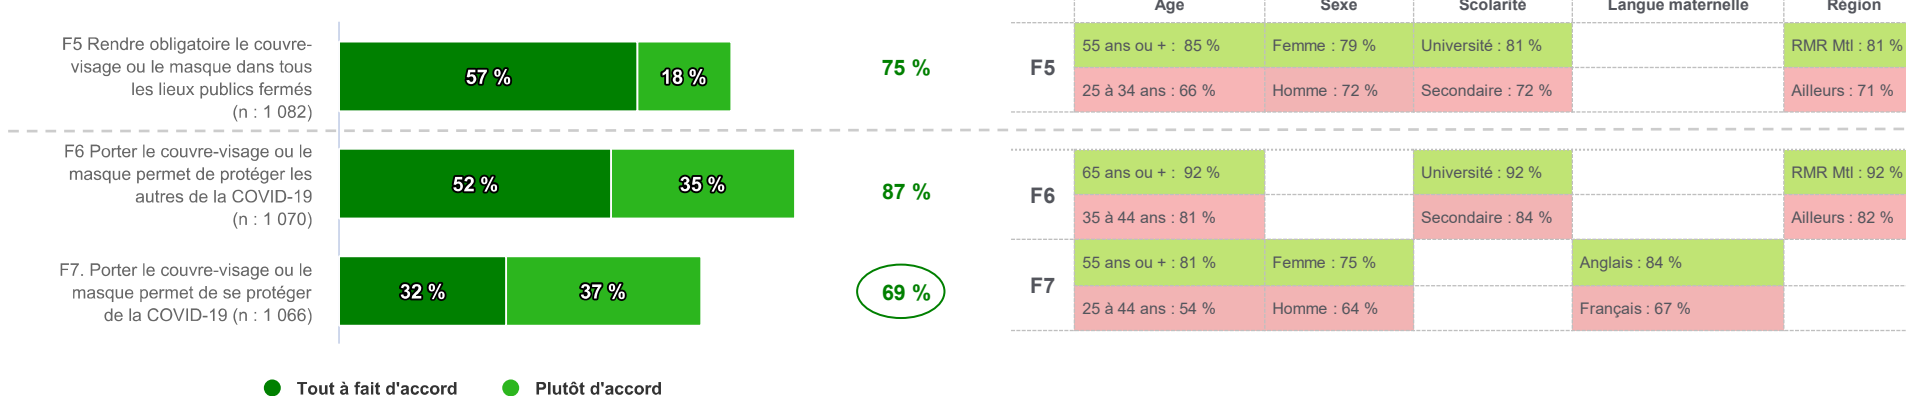 Age Sexe Scolarité Langue maternelle Région
F5 Rendre obligatoire le couvre-
visage ou le masque dans tous
les lieux publics fermés
(n : 1 082)
57 % 18 % 75 %
F5
55 ans ou + : 85 % Femme : 79 % Université : 81 % RMR Mtl : 81 %
25 à 34 ans : 66 % Homme : 72 % Secondaire : 72 % Ailleurs : 71 %
F6 Porter le couvre-visage ou le
masque permet de protéger les
autres de la COVID-19
(n : 1 070)
52 % 35 % 87 %
F6
65 ans ou + : 92 % Université : 92 % RMR Mtl : 92 %
35 à 44 ans : 81 % Secondaire : 84 % Ailleurs : 82 %
F7. Porter le couvre-visage ou le
masque permet de se protéger
de la COVID-19 (n : 1 066)
32 % 37 % 69 %
F7
55 ans ou + : 81 % Femme : 75 % Anglais : 84 %
25 à 44 ans : 54 % Homme : 64 % Français : 67 %
Tout à fait d'accord Plutôt d'accord